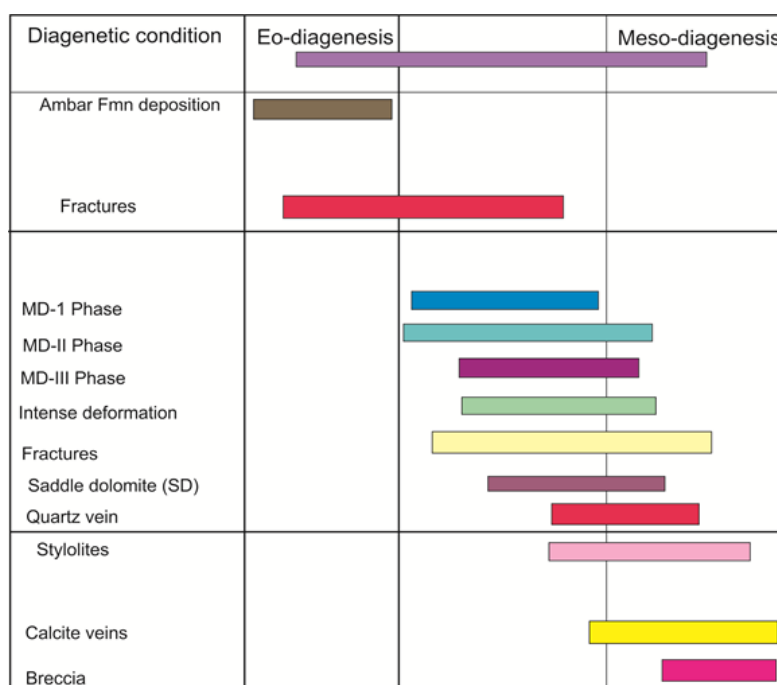 Diagenetic condition
Eo-diagenesis
Meso-diagenesis
Ambar Fmn deposition
Fractures
MD-1 Phase
MD-II Phase
MD-III Phase
Intense deformation
Fractures
Saddle dolomite (SD)
Quartz vein
Stylolites
Calcite veins
Breccia